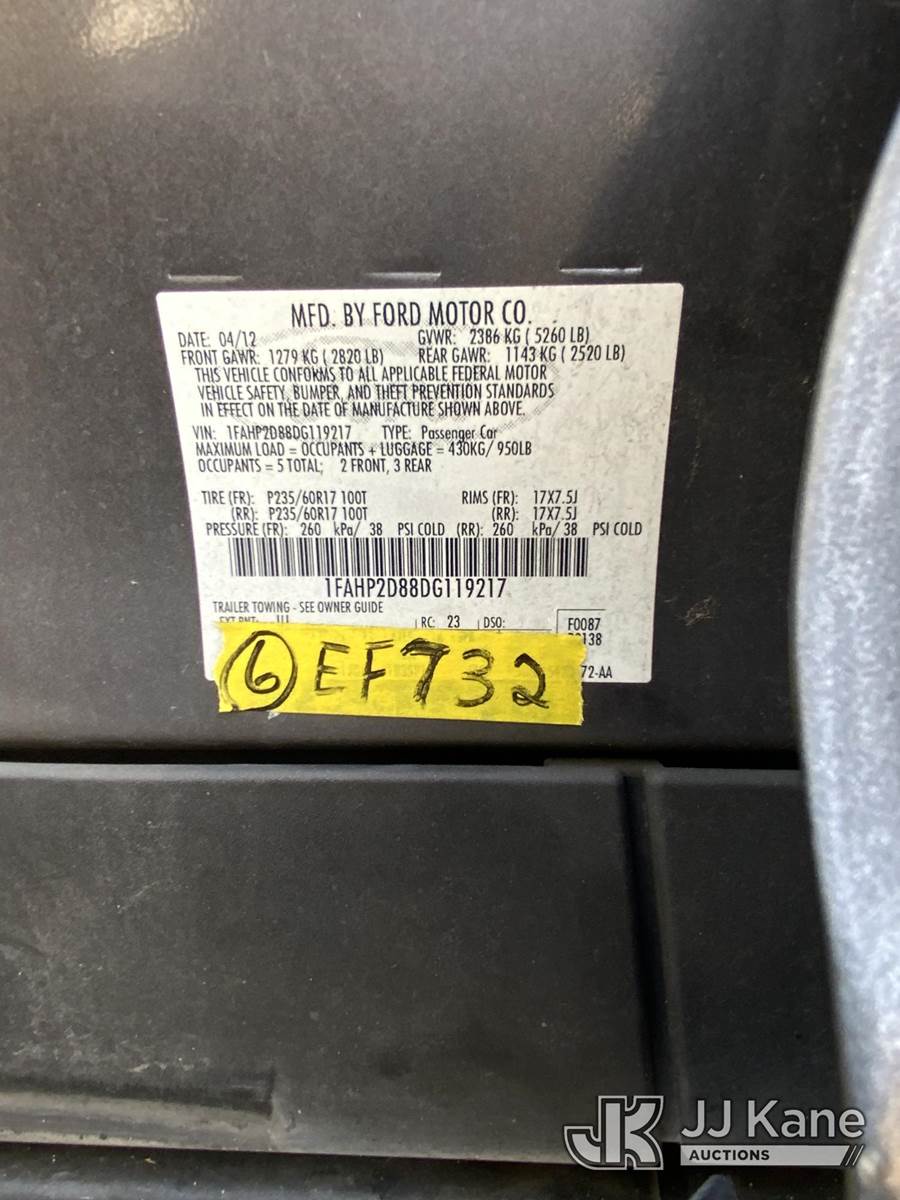 MFD. BY FORD MOTOR CO.
DATE: 04/12 GVWR: 2386 KG ( 5260 LB)
FRONT GAWR: 1279 KG ( 2820 LB) REAR GAWR: 1143 KG ( 2520 LB)
THIS VEHICLE CONFORMS TO ALL APPLICABLE FEDERAL MOTOR
VEHICLE SAFETY, BUMPER, AND THEFT PREVENTION STANDARDS
IN EFFECT ON THE DATE OF MANUFACTURE SHOWN ABOVE.
VIN: 1FAHP2D88DG119217 TYPE: Passenger Car
MAXIMUM LOAD = OCCUPANTS + LUGGAGE = 430KG/ 950LB
OCCUPANTS = 5 TOTAL; 2 FRONT, 3 REAR
TIRE (FR): P235/60R17 100T RIMS (FR): 17X7.5J
(RR): P235/60R17 100T (RR): 17X7.5J
PRESSURE (FR): 260 kPa/ 38 PSI COLD (RR): 260 kPa/ 38 PSI COLD
1FAHP2D88DG119217
TRAILER TOWING - SEE OWNER GUIDE
RC: 23 DSO: F0087
72-AA
6 EF732
JK JJ Kane
AUCTIONS